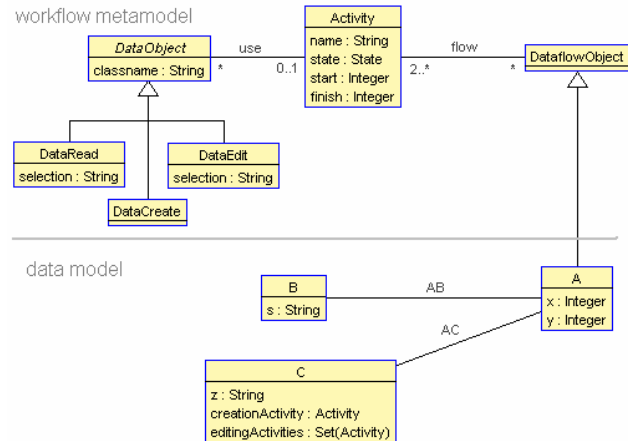 workflow metamodel
DataObject
classname : String
use
*
0..1
Activity
name : String
state : State
start : Integer
finish : Integer
flow
2..*
*
DataflowObject
DataRead
selection : String
DataEdit
selection : String
DataCreate
data model
B
s : String
AB
A
x : Integer
y : Integer
AC
C
z : String
creationActivity : Activity
editingActivities : Set(Activity)